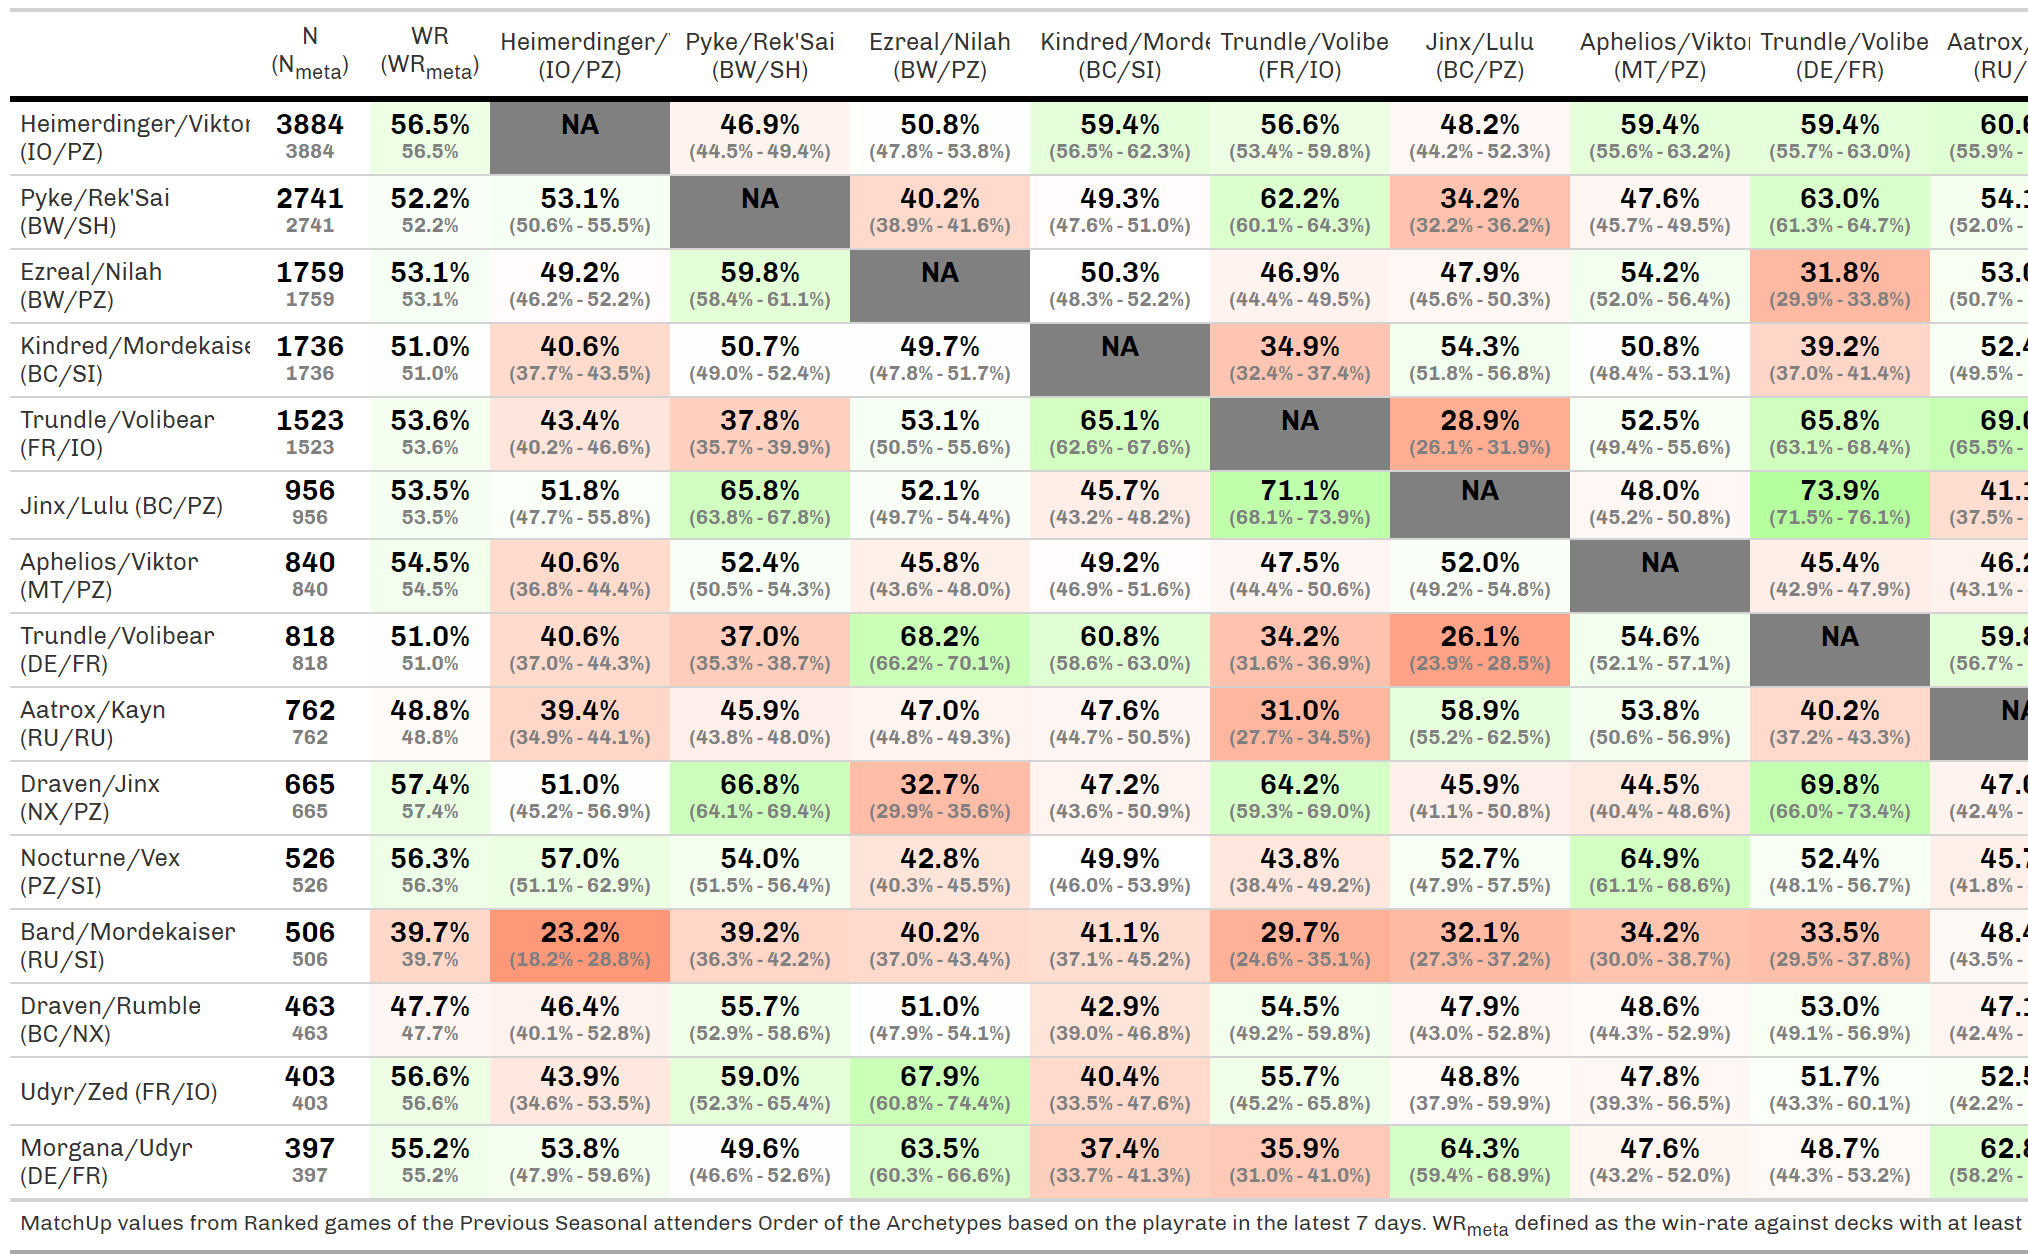 N WR Heimerdinger/ Pyke/Rek'Sai Ezreal/Nilah Kindred/Morde Trundle/Volibe Jinx/Lulu Aphelios/Viktor Trundle/Volibe Aatrox/
(Nmeta) (WRmeta) (IO/PZ) (BW/SH) (BW/PZ) (BC/SI) (FR/IO) (BC/PZ) (MT/PZ) (DE/FR) (RU/
Heimerdinger/Viktor 3884 56.5% NA 46.9% 50.8% 59.4% 56.6% 48.2% 59.4% 59.4% 60.6
(IO/PZ) 3884 56.5% (44.5% - 49.4%) (47.8% - 53.8%) (56.5% - 62.3%) (53.4% - 59.8%) (44.2% - 52.3%) (55.6% - 63.2%) (55.7% - 63.0%) (55.9% -
Pyke/Rek'Sai 2741 52.2% 53.1% NA 40.2% 49.3% 62.2% 34.2% 47.6% 63.0% 54.1
(BW/SH) 2741 52.2% (50.6% - 55.5%) (38.9% - 41.6%) (47.6% - 51.0%) (60.1% - 64.3%) (32.2% - 36.2%) (45.7% - 49.5%) (61.3% - 64.7%) (52.0% -
Ezreal/Nilah 1759 53.1% 49.2% 59.8% NA 50.3% 46.9% 47.9% 54.2% 31.8% 53.0
(BW/PZ) 1759 53.1% (46.2% - 52.2%) (58.4% - 61.1%) (48.3% - 52.2%) (44.4% - 49.5%) (45.6% - 50.3%) (52.0% - 56.4%) (29.9% - 33.8%) (50.7% -
Kindred/Mordekaise 1736 51.0% 40.6% 50.7% 49.7% NA 34.9% 54.3% 50.8% 39.2% 52.4
(BC/SI) 1736 51.0% (37.7% - 43.5%) (49.0% - 52.4%) (47.8% - 51.7%) (32.4% - 37.4%) (51.8% - 56.8%) (48.4% - 53.1%) (37.0% - 41.4%) (49.5% -
Trundle/Volibear 1523 53.6% 43.4% 37.8% 53.1% 65.1% NA 28.9% 52.5% 65.8% 69.0
(FR/IO) 1523 53.6% (40.2% - 46.6%) (35.7% - 39.9%) (50.5% - 55.6%) (62.6% - 67.6%) (26.1% - 31.9%) (49.4% - 55.6%) (63.1% - 68.4%) (65.5% -
Jinx/Lulu (BC/PZ) 956 53.5% 51.8% 65.8% 52.1% 45.7% 71.1% NA 48.0% 73.9% 41.1
956 53.5% (47.7% - 55.8%) (63.8% - 67.8%) (49.7% - 54.4%) (43.2% - 48.2%) (68.1% - 73.9%) (45.2% - 50.8%) (71.5% - 76.1%) (37.5% -
Aphelios/Viktor 840 54.5% 40.6% 52.4% 45.8% 49.2% 47.5% 52.0% NA 45.4% 46.2
(MT/PZ) 840 54.5% (36.8% - 44.4%) (50.5% - 54.3%) (43.6% - 48.0%) (46.9% - 51.6%) (44.4% - 50.6%) (49.2% - 54.8%) (42.9% - 47.9%) (43.1% -
Trundle/Volibear 818 51.0% 40.6% 37.0% 68.2% 60.8% 34.2% 26.1% 54.6% NA 59.8
(DE/FR) 818 51.0% (37.0% - 44.3%) (35.3% - 38.7%) (66.2% - 70.1%) (58.6% - 63.0%) (31.6% - 36.9%) (23.9% - 28.5%) (52.1% - 57.1%) (56.7% -
Aatrox/Kayn 762 48.8% 39.4% 45.9% 47.0% 47.6% 31.0% 58.9% 53.8% 40.2% NA
(RU/RU) 762 48.8% (34.9% - 44.1%) (43.8% - 48.0%) (44.8% - 49.3%) (44.7% - 50.5%) (27.7% - 34.5%) (55.2% - 62.5%) (50.6% - 56.9%) (37.2% - 43.3%)
Draven/Jinx 665 57.4% 51.0% 66.8% 32.7% 47.2% 64.2% 45.9% 44.5% 69.8% 47.0
(NX/PZ) 665 57.4% (45.2% - 56.9%) (64.1% - 69.4%) (29.9% - 35.6%) (43.6% - 50.9%) (59.3% - 69.0%) (41.1% - 50.8%) (40.4% - 48.6%) (66.0% - 73.4%) (42.4% -
Nocturne/Vex 526 56.3% 57.0% 54.0% 42.8% 49.9% 43.8% 52.7% 64.9% 52.4% 45.7
(PZ/SI) 526 56.3% (51.1% - 62.9%) (51.5% - 56.4%) (40.3% - 45.5%) (46.0% - 53.9%) (38.4% - 49.2%) (47.9% - 57.5%) (61.1% - 68.6%) (48.1% - 56.7%) (41.8% -
Bard/Mordekaiser 506 39.7% 23.2% 39.2% 40.2% 41.1% 29.7% 32.1% 34.2% 33.5% 48.4
(RU/SI) 506 39.7% (18.2% - 28.8%) (36.3% - 42.2%) (37.0% - 43.4%) (37.1% - 45.2%) (24.6% - 35.1%) (27.3% - 37.2%) (30.0% - 38.7%) (29.5% - 37.8%) (43.5% -
Draven/Rumble 463 47.7% 46.4% 55.7% 51.0% 42.9% 54.5% 47.9% 48.6% 53.0% 47.1
(BC/NX) 463 47.7% (40.1% - 52.8%) (52.9% - 58.6%) (47.9% - 54.1%) (39.0% - 46.8%) (49.2% - 59.8%) (43.0% - 52.8%) (44.3% - 52.9%) (49.1% - 56.9%) (42.4% -
Udyr/Zed (FR/IO) 403 56.6% 43.9% 59.0% 67.9% 40.4% 55.7% 48.8% 47.8% 51.7% 52.5
403 56.6% (34.6% - 53.5%) (52.3% - 65.4%) (60.8% - 74.4%) (33.5% - 47.6%) (45.2% - 65.8%) (37.9% - 59.9%) (39.3% - 56.5%) (43.3% - 60.1%) (42.2% -
Morgana/Udyr 397 55.2% 53.8% 49.6% 63.5% 37.4% 35.9% 64.3% 47.6% 48.7% 62.8
(DE/FR) 397 55.2% (47.9% - 59.6%) (46.6% - 52.6%) (60.3% - 66.6%) (33.7% - 41.3%) (31.0% - 41.0%) (59.4% - 68.9%) (43.2% - 52.0%) (44.3% - 53.2%) (58.2% -
MatchUp values from Ranked games of the Previous Seasonal attenders Order of the Archetypes based on the playrate in the latest 7 days. WRmeta defined as the win-rate against decks with at least